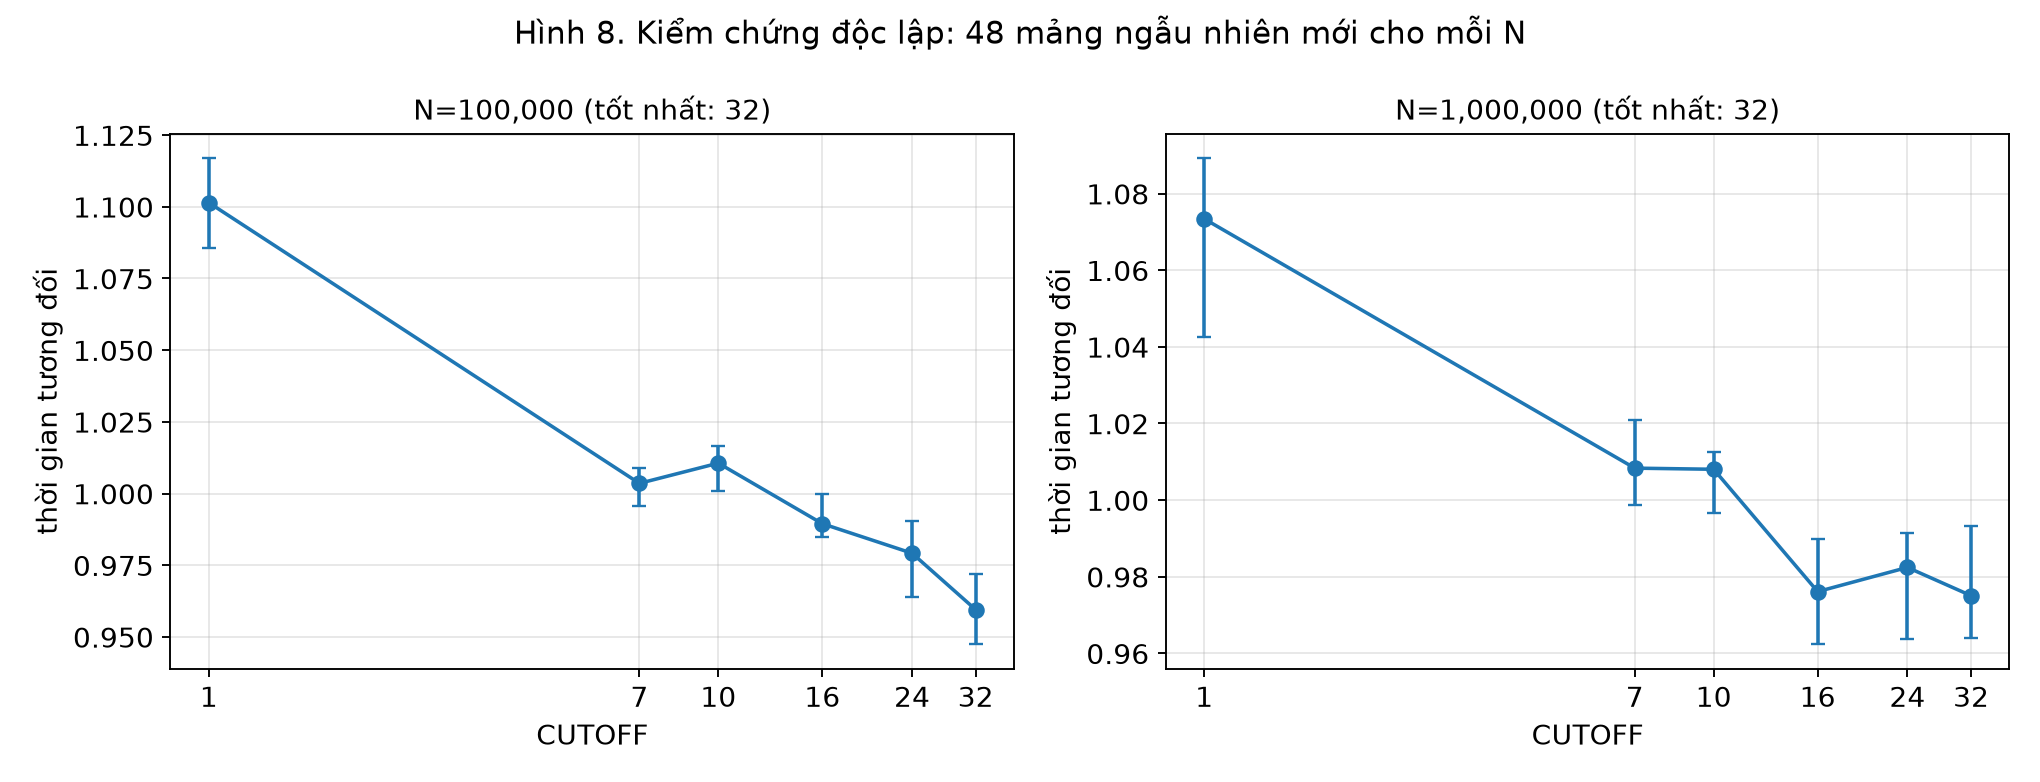 Hình 8. Kiểm chứng độc lập: 48 mảng ngẫu nhiên mới cho mỗi N
N=100,000 (tốt nhất: 32)
thời gian tương đối
1.125
1.100
1.075
1.050
1.025
1.000
0.975
0.950
1 7 10 16 24 32
CUTOFF
N=1,000,000 (tốt nhất: 32)
thời gian tương đối
1.08
1.06
1.04
1.02
1.00
0.98
0.96
1 7 10 16 24 32
CUTOFF